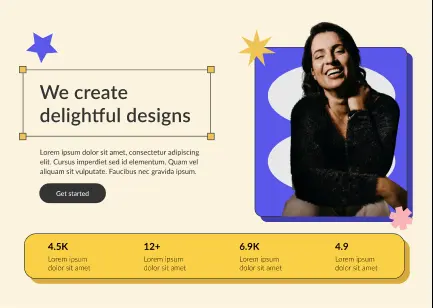 We create
delightful designs
Lorem ipsum dolor sit amet, consectetur adipiscing
elit. Cursus imperdiet sed id elementum. Quam vel
aliquam sit vulputate. Faucibus nec gravida ipsum.
Get started
4.5K
Lorem ipsum
dolor sit amet
12+
Lorem ipsum
dolor sit amet
6.9K
Lorem ipsum
dolor sit amet
4.9
Lorem ipsum
dolor sit amet